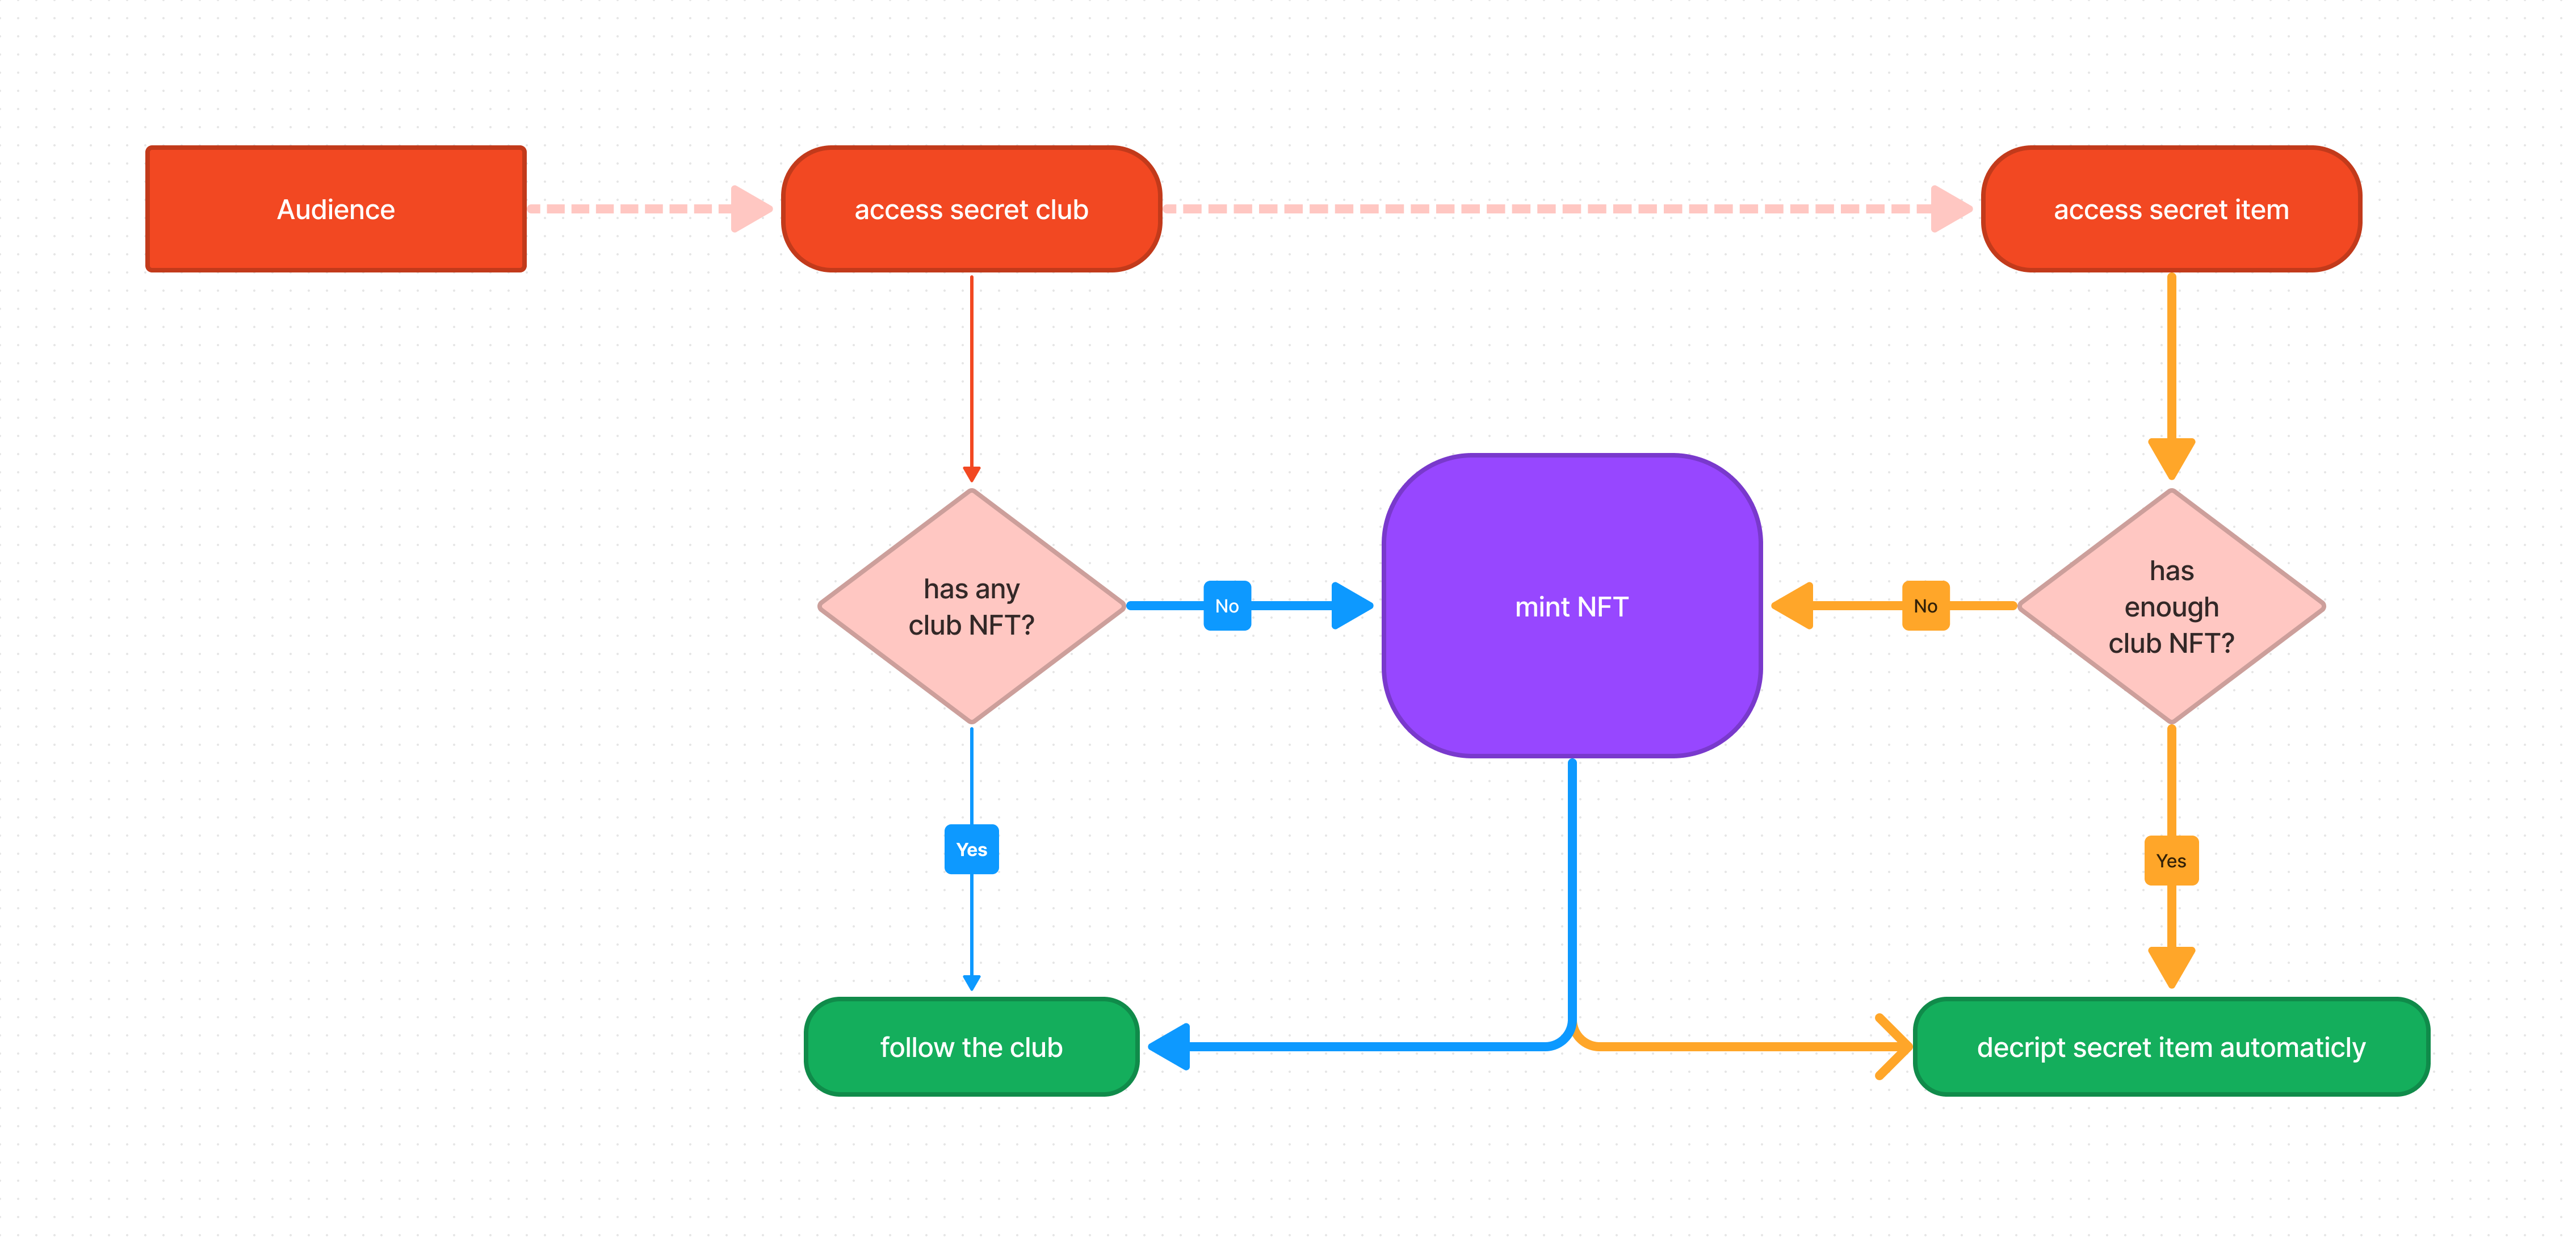 Audience
access secret club
access secret item
has any
club NFT?
No
mint NFT
No
has
enough
club NFT?
Yes
Yes
follow the club
decript secret item automaticly